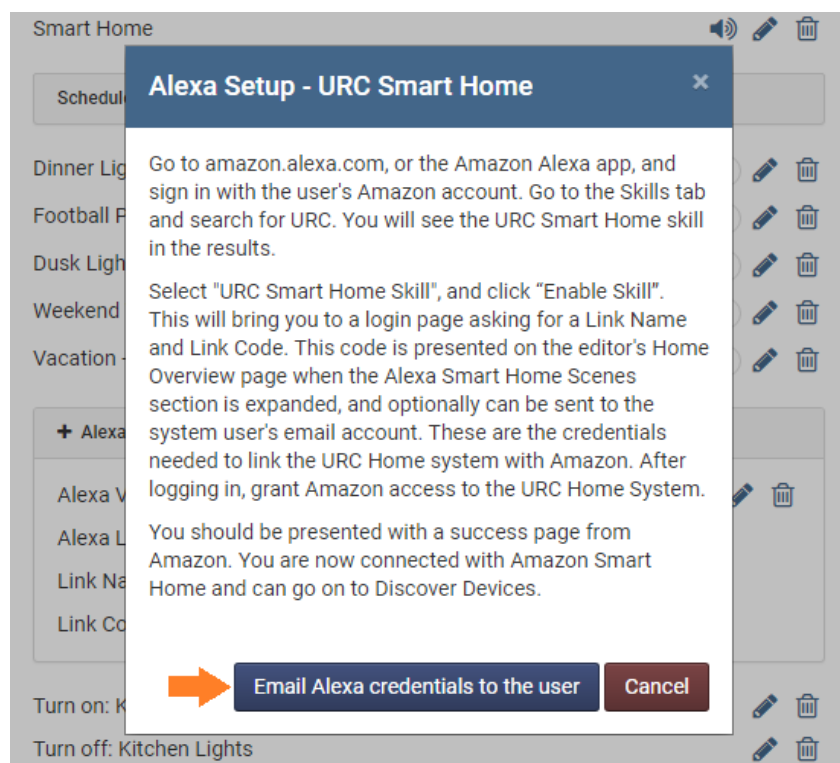 Smart Home
Alexa Setup - URC Smart Home ×
Schedul
Go to amazon.alexa.com, or the Amazon Alexa app, and
Dinner Lig
sign in with the user's Amazon account. Go to the Skills tab
and search for URC. You will see the URC Smart Home skill
Football P
in the results.
Dusk Ligh
Select "URC Smart Home Skill", and click “Enable Skill”.
Weekend
This will bring you to a login page asking for a Link Name
and Link Code. This code is presented on the editor's Home
Vacation -
Overview page when the Alexa Smart Home Scenes
section is expanded, and optionally can be sent to the
+ Alexa
system user's email account. These are the credentials
needed to link the URC Home system with Amazon. After
Alexa V
logging in, grant Amazon access to the URC Home System.
Alexa L
You should be presented with a success page from
Amazon. You are now connected with Amazon Smart
Link Na
Home and can go on to Discover Devices.
Link Co
Email Alexa credentials to the user
Cancel
Turn on: K
Turn off: Kitchen Lights